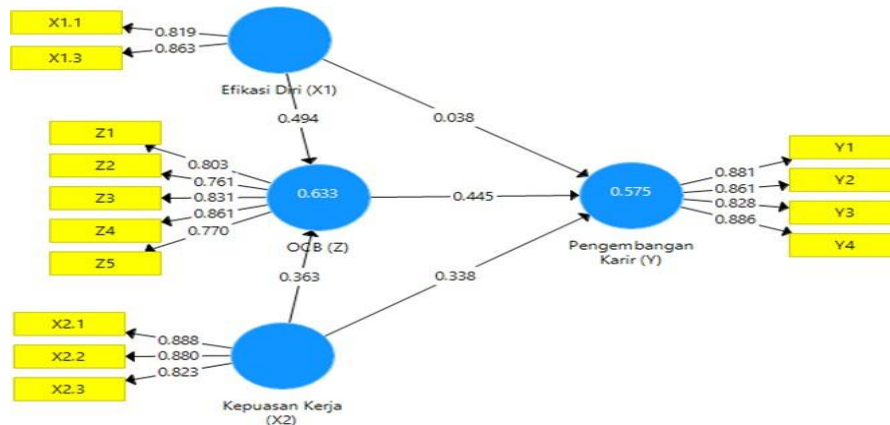 X1.1
0.819
X1.3
0.863
Efikasi Diri (X1)
0.494
0.038
Z1
0.803
Z2
0.761
Z3
0.831
Z4
0.861
Z5
0.770
0.633
OCB (Z)
0.445
0.575
Pengembangan
Karir (Y)
0.881
Y1
0.861
Y2
0.828
Y3
0.886
Y4
0.363
0.338
X2.1
0.888
X2.2
0.880
X2.3
0.823
Kepuasan Kerja
(X2)